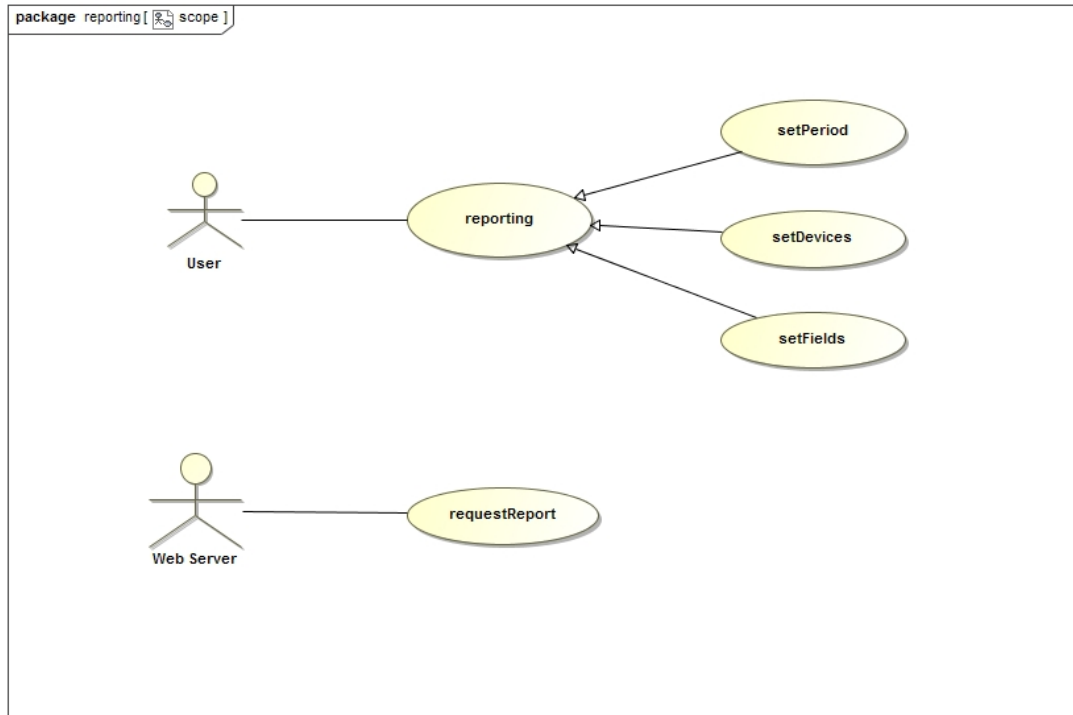 package reporting [ scope ]
setPeriod
reporting
setDevices
User
setFields
requestReport
Web Server